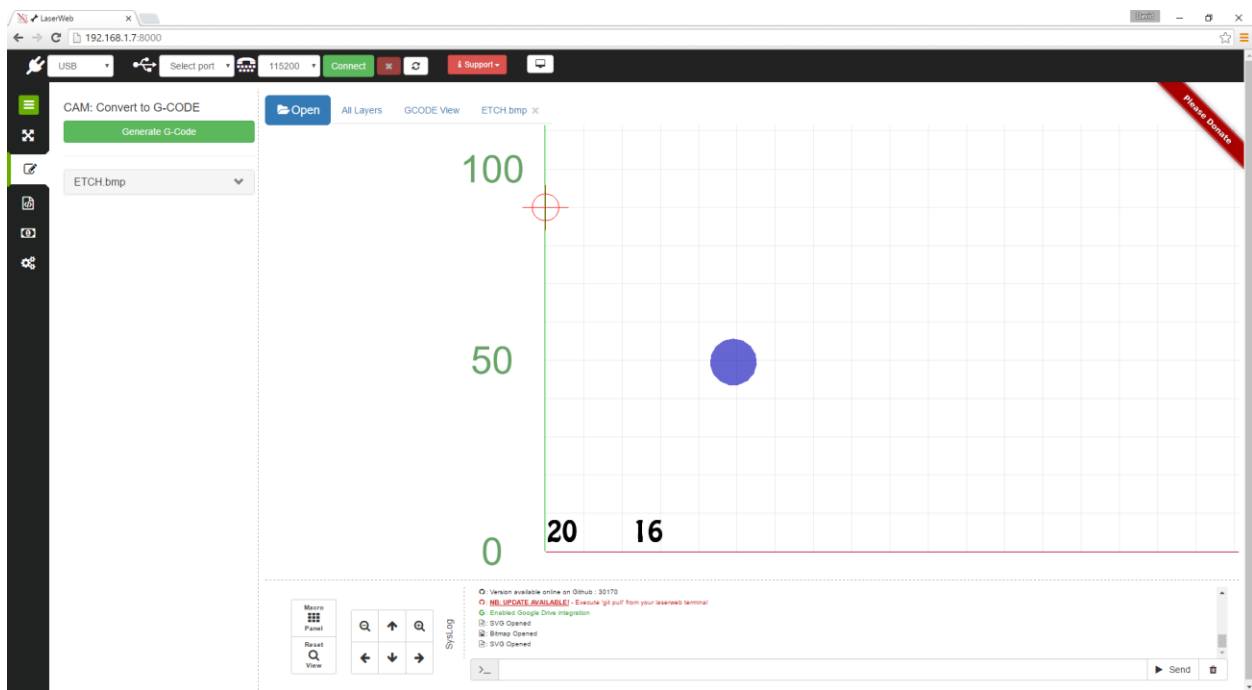 LaserWeb
David
192.168.1.7:8000
USB Select port 115200 Connect Support
CAM: Convert to G-CODE
Open All Layers GCODE View ETCH.bmp
Please Donate
Generate G-Code
ETCH.bmp
100
50
20 16
0
Macro
Panel
Reset
View
SysLog
: Version available online on Github : 30170
: NB: UPDATE AVAILABLE! - Execute 'git pull' from your laserweb terminal
G : Enabled Google Drive integration
: SVG Opened
: Bitmap Opened
: SVG Opened
>_ Send